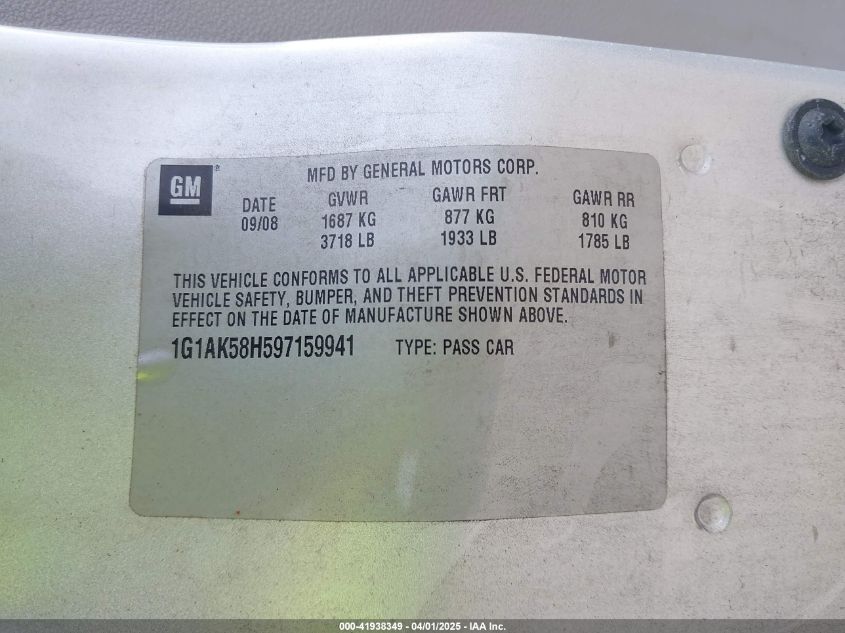 GM
MFD BY GENERAL MOTORS CORP.
DATE GVWR GAWR FRT GAWR RR
09/08 1687 KG 877 KG 810 KG
3718 LB 1933 LB 1785 LB
THIS VEHICLE CONFORMS TO ALL APPLICABLE U.S. FEDERAL MOTOR
VEHICLE SAFETY, BUMPER, AND THEFT PREVENTION STANDARDS IN
EFFECT ON THE DATE OF MANUFACTURE SHOWN ABOVE.
1G1AK58H597159941 TYPE: PASS CAR
000-41938349 | 04/01/2025 | IAA Inc.